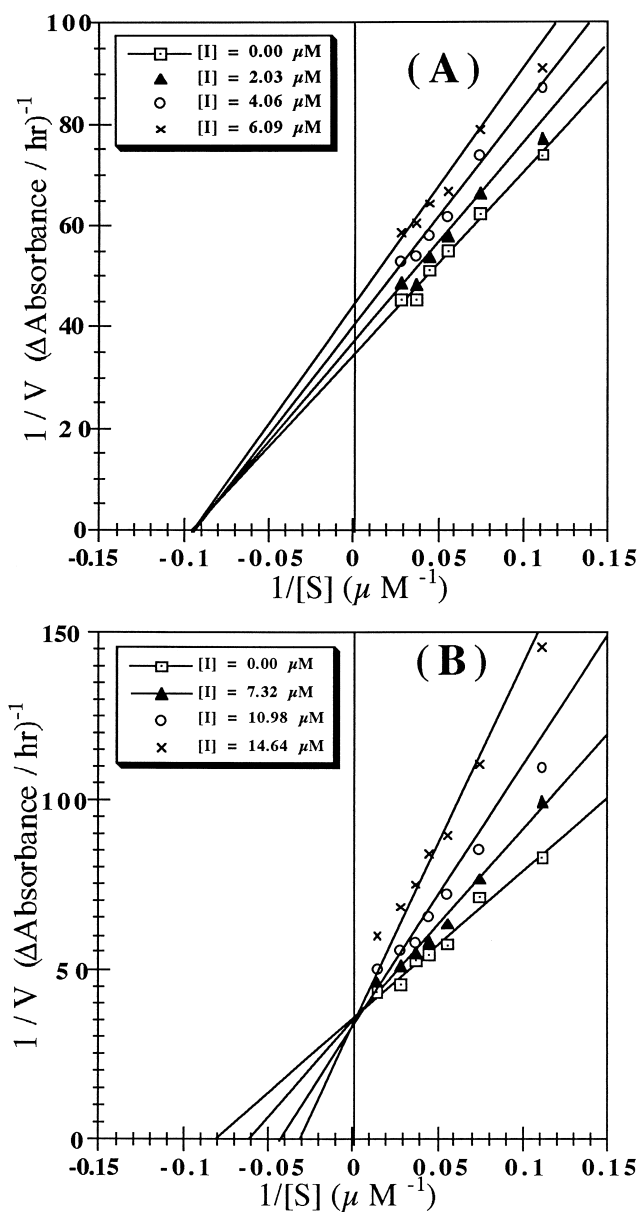 100
80
60
40
20
0
1 / V (ΔAbsorbance / hr)⁻¹
[I] = 0.00 µM
[I] = 2.03 µM
[I] = 4.06 µM
[I] = 6.09 µM
(A)
-0.15 -0.1 -0.05 0 0.05 0.1 0.15
1/[S] (µ M⁻¹)
150
100
50
0
1 / V (ΔAbsorbance / hr)⁻¹
[I] = 0.00 µM
[I] = 7.32 µM
[I] = 10.98 µM
[I] = 14.64 µM
(B)
-0.15 -0.1 -0.05 0 0.05 0.1 0.15
1/[S] (µ M⁻¹)